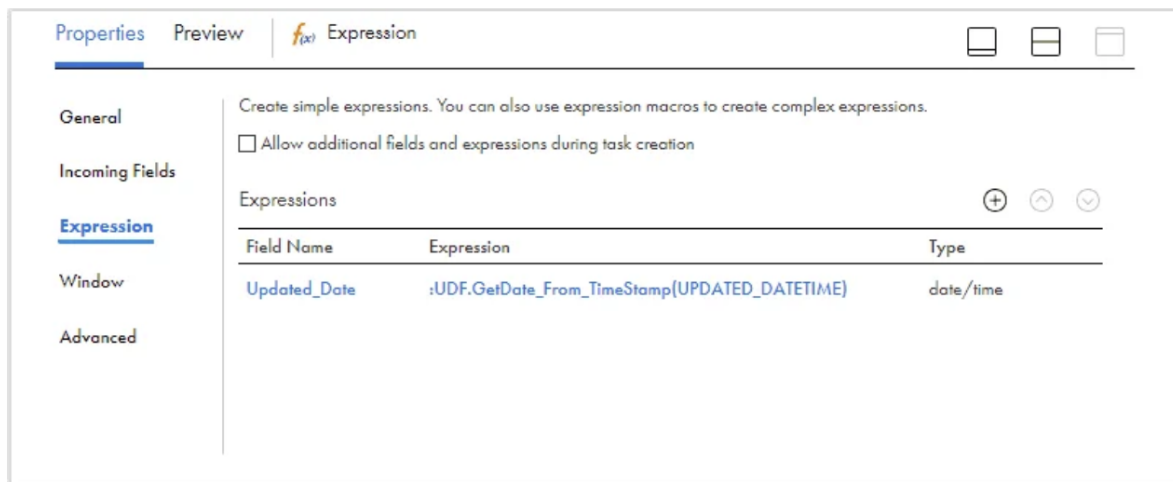 Properties Preview f(x) Expression
General
Create simple expressions. You can also use expression macros to create complex expressions.
Allow additional fields and expressions during task creation
Incoming Fields
Expressions
Expression
Field Name Expression Type
Window
Updated_Date :UDF.GetDate_From_TimeStamp(UPDATED_DATETIME) date/time
Advanced